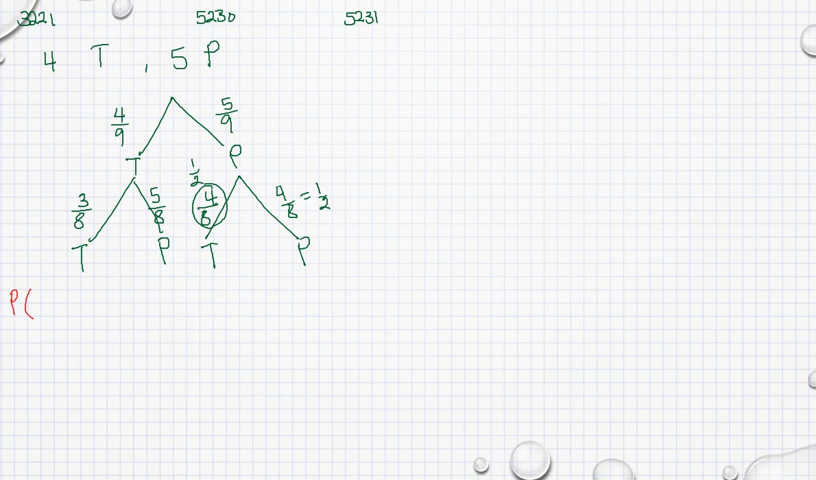 3221 5230 5231
4 T , 5 P
4/9 5/9
T P
1/2
3/8 5/8 4/8 4/8 = 1/2
T P T P
P(